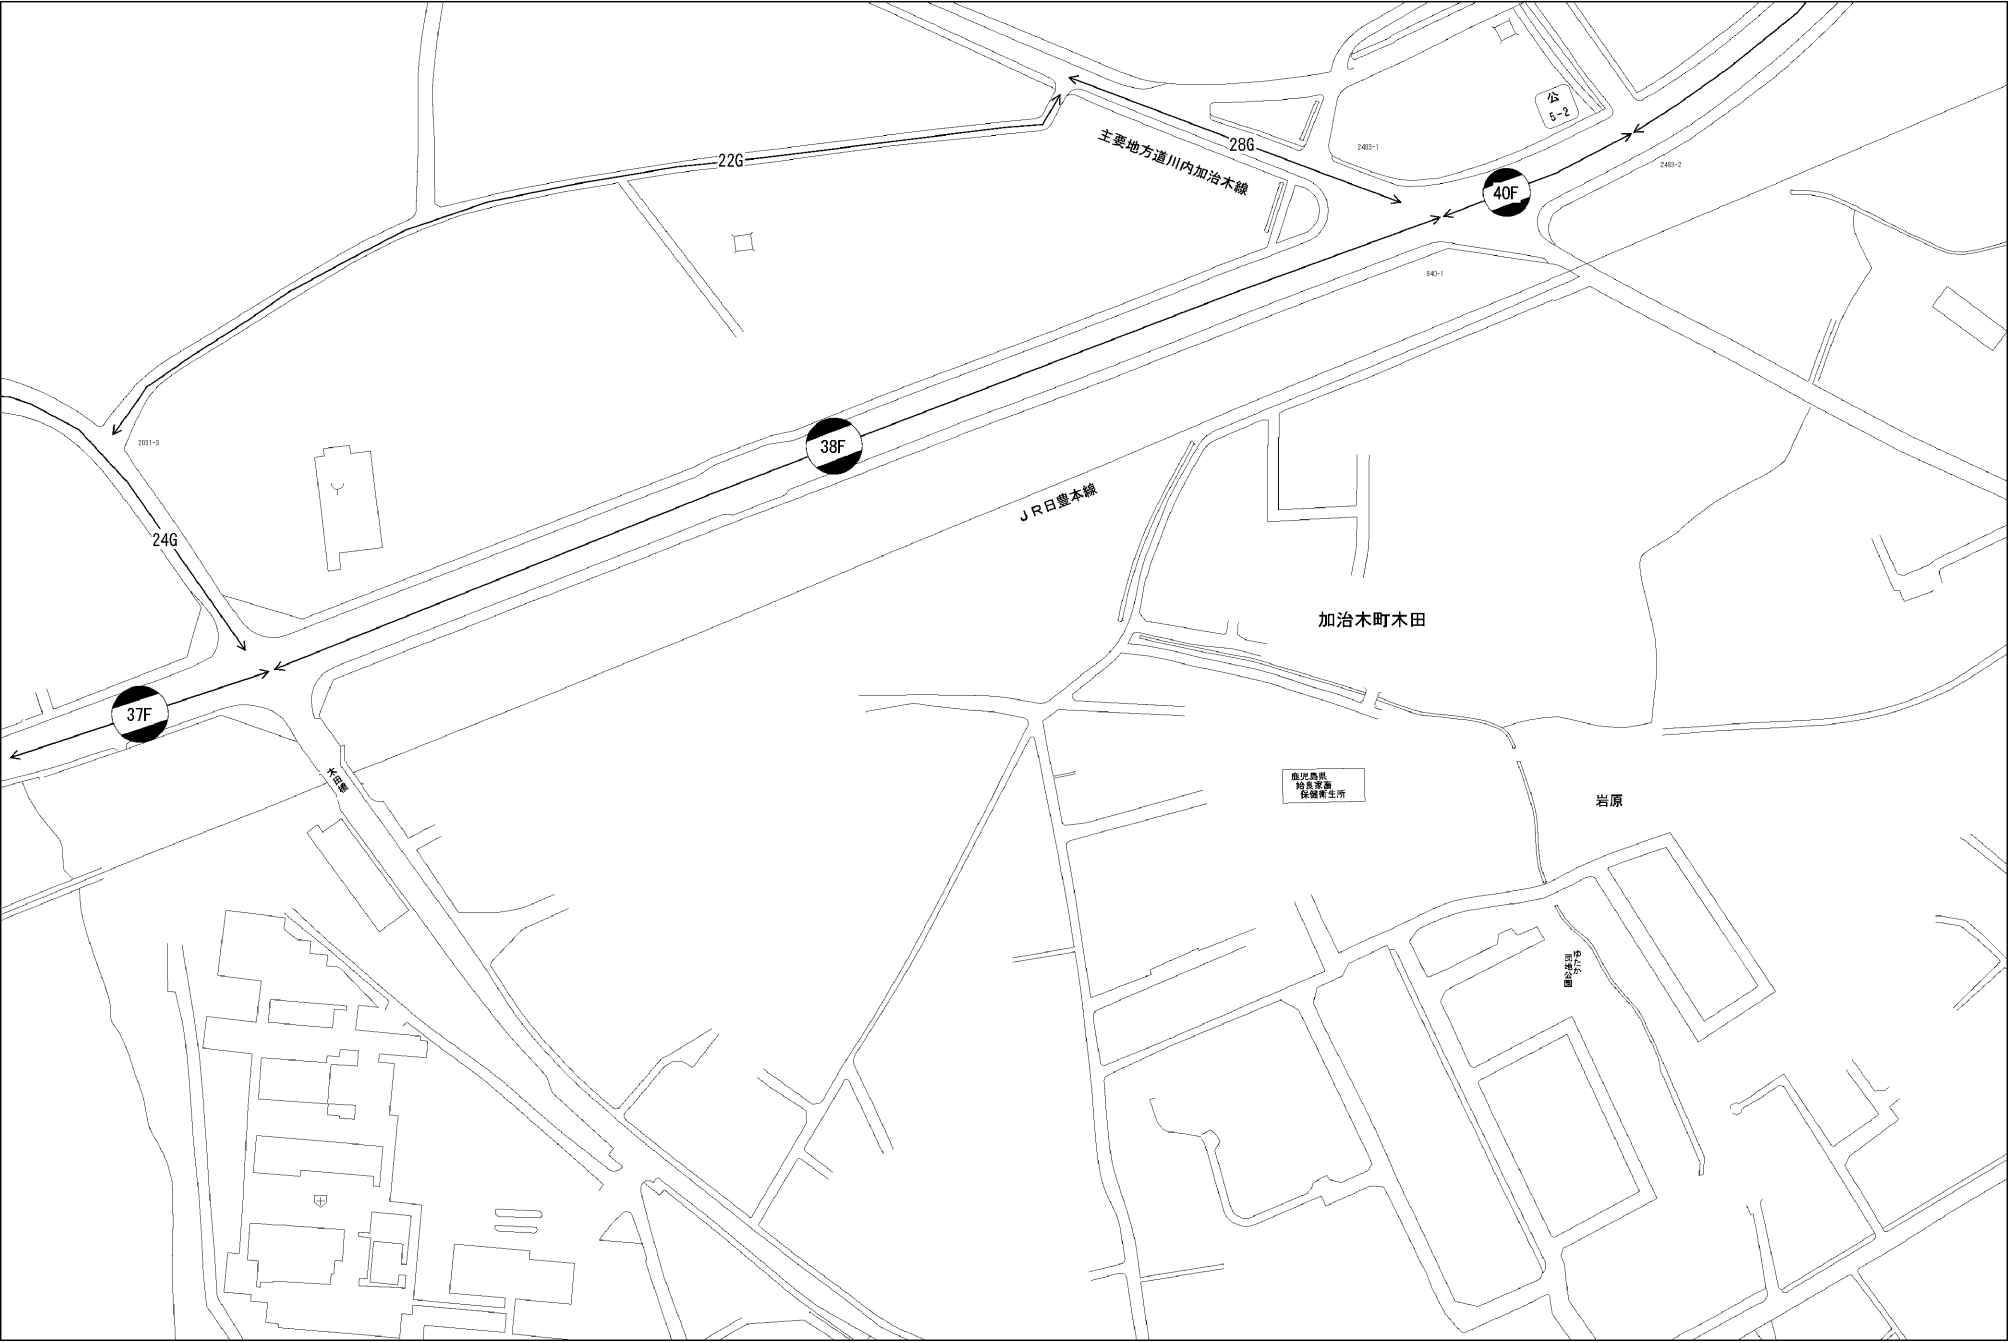 公
5-2
28G
2483-1
22G
主要地方道川内加治木線
2483-2
40F
940-1
2031-3
38F
JR日豊本線
24G
加治木町木田
37F
木田橋
鹿児島県
姶良家畜
保健衛生所
岩原
ゆたか
団地公園